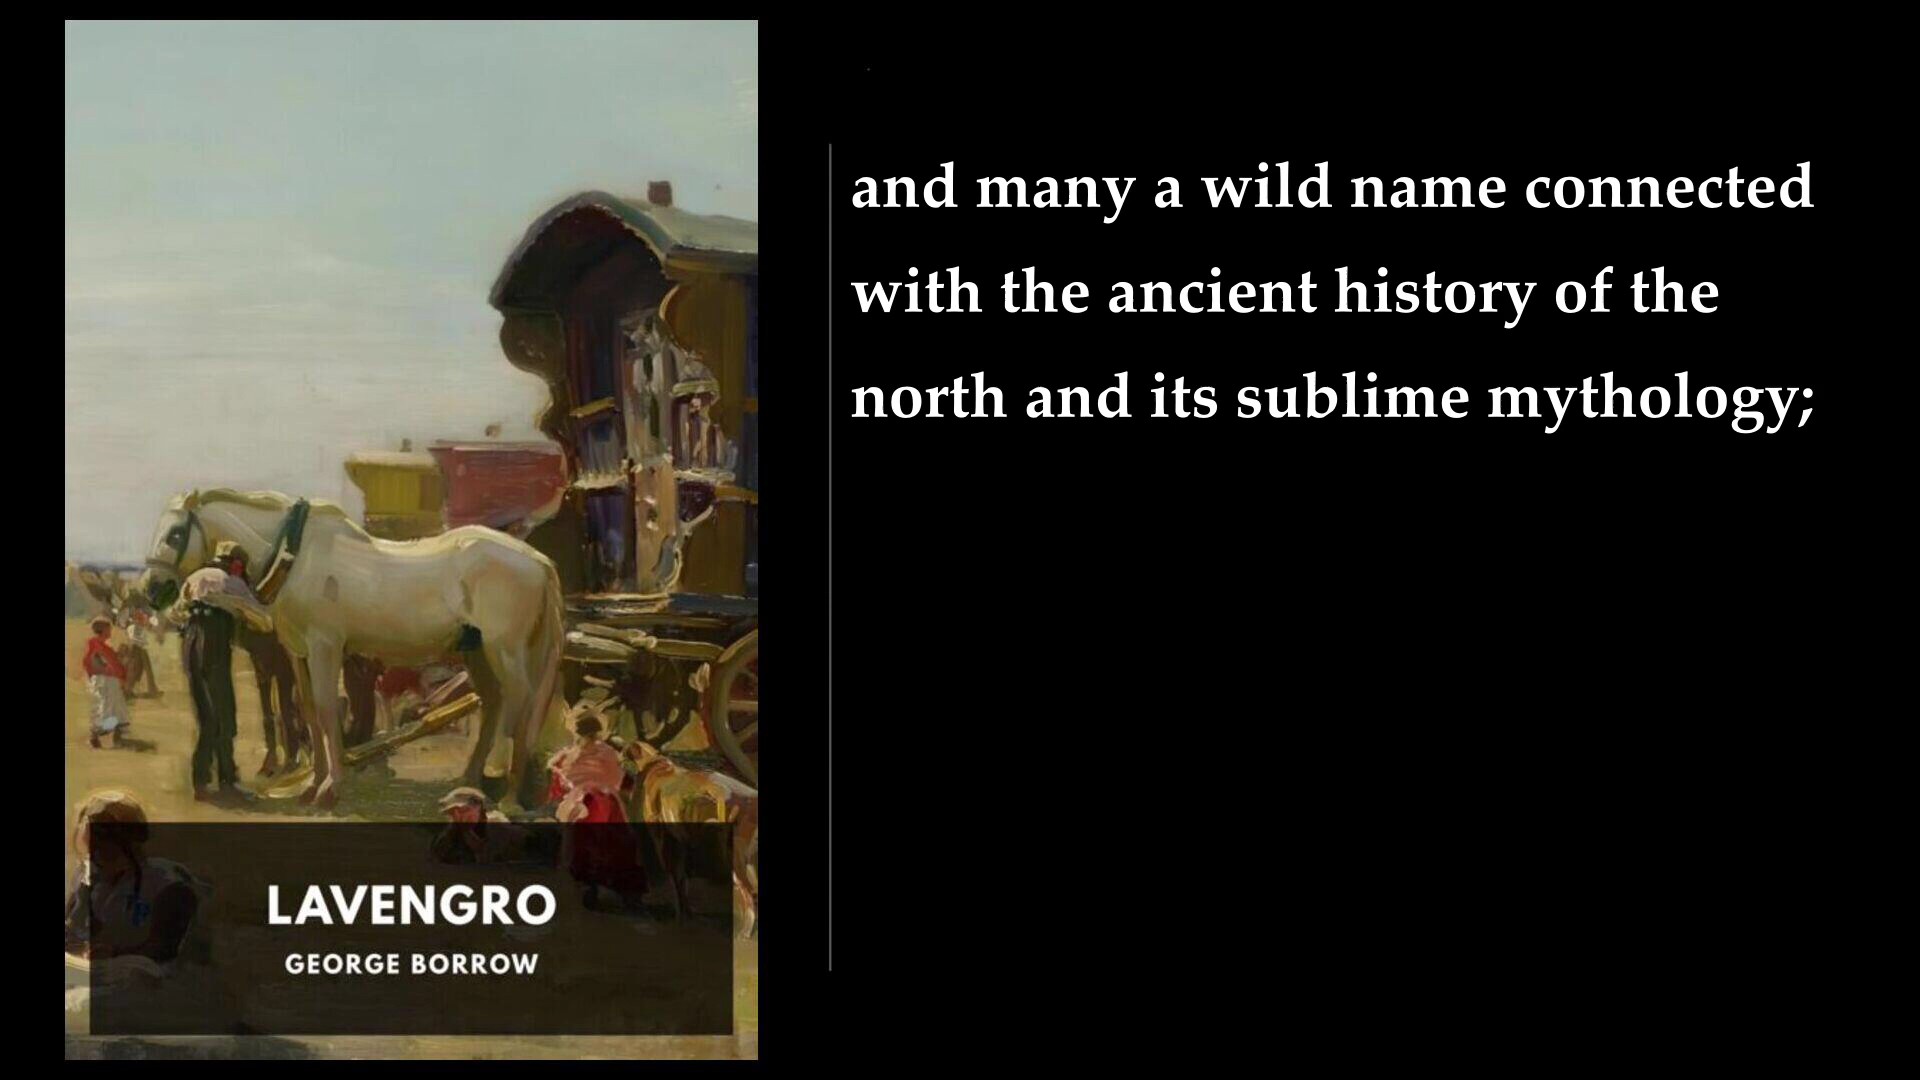 and many a wild name connected
with the ancient history of the
north and its sublime mythology;
LAVENGRO
GEORGE BORROW